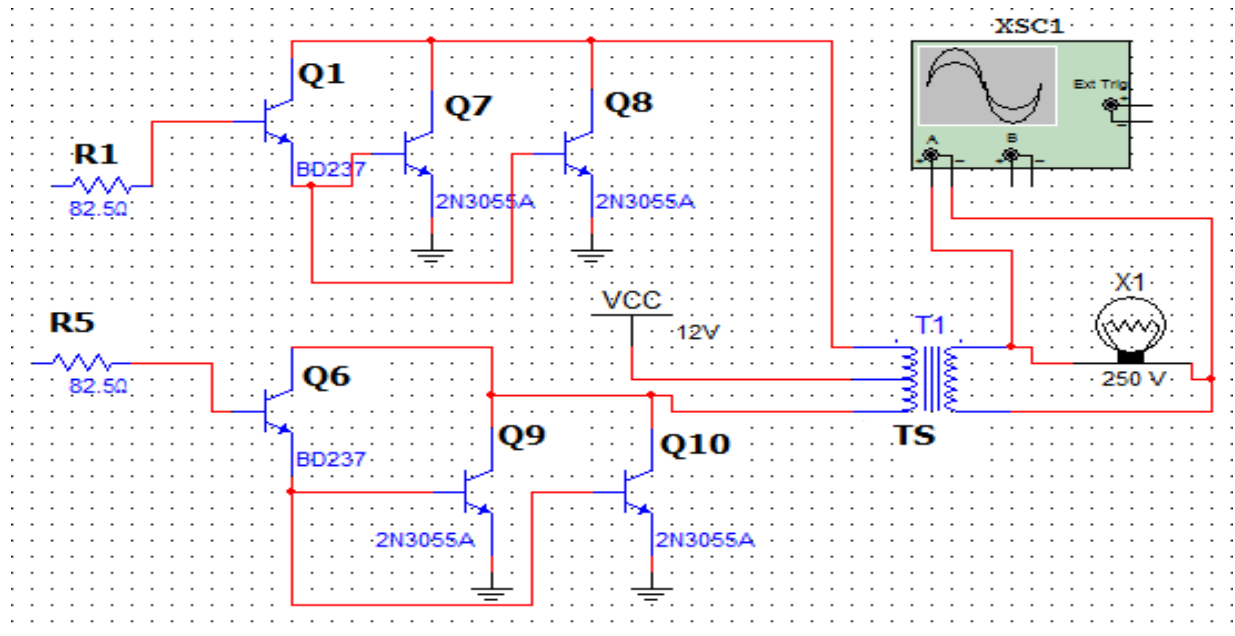 XSC1
Ext Trig
+
−
A
B
+ − + −
Q1
Q7
Q8
R1
82.5Ω
BD237
2N3055A
2N3055A
VCC
12V
T1
X1
250 V
TS
R5
82.5Ω
Q6
BD237
Q9
Q10
2N3055A
2N3055A